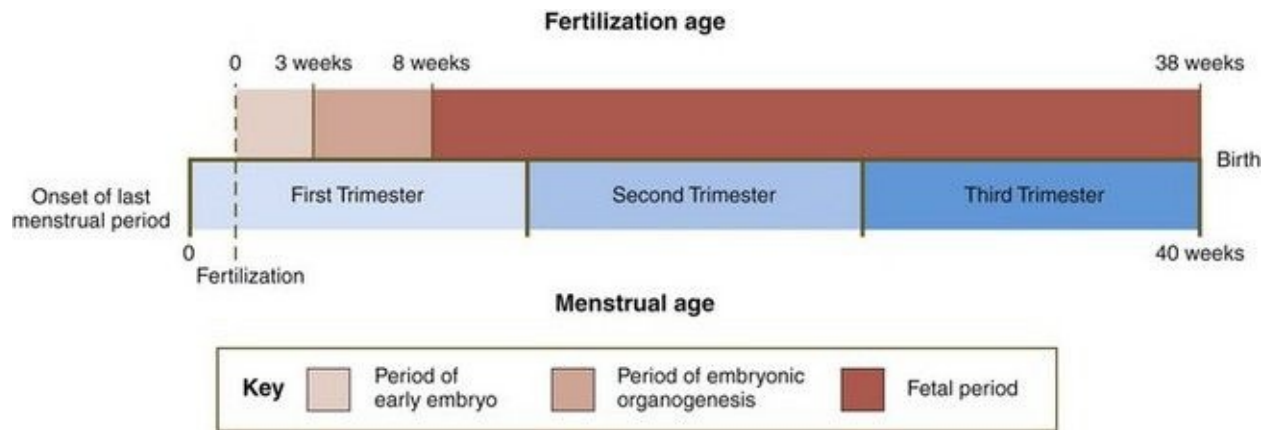 Fertilization age
0 3 weeks 8 weeks 38 weeks
Birth
First Trimester Second Trimester Third Trimester
Onset of last
menstrual period
0 40 weeks
Fertilization
Menstrual age
Key
Period of
early embryo
Period of embryonic
organogenesis
Fetal period